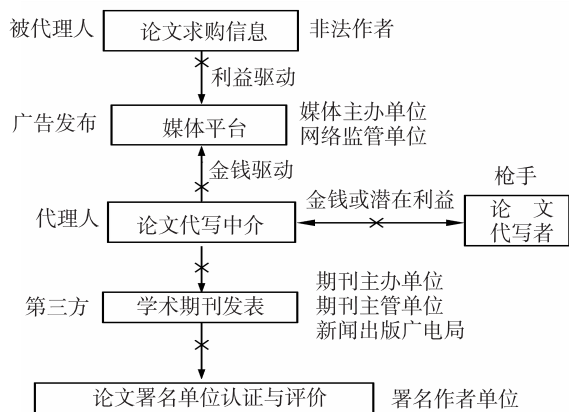 被代理人 论文求购信息 非法作者
利益驱动
广告发布 媒体平台 媒体主办单位
网络监管单位
金钱驱动
代理人 论文代写中介 金钱或潜在利益 枪手
论 文
代写者
第三方 学术期刊发表 期刊主办单位
期刊主管单位
新闻出版广电局
论文署名单位认证与评价 署名作者单位